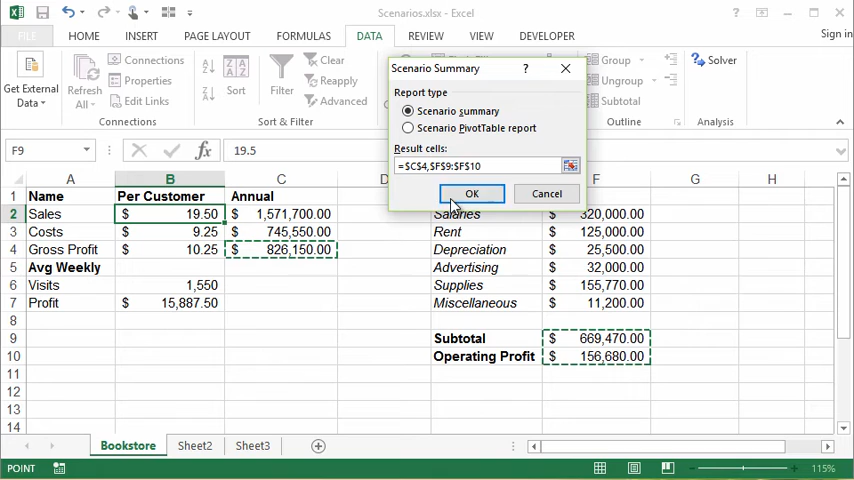 Scenarios.xlsx - Excel
FILE HOME INSERT PAGE LAYOUT FORMULAS DATA REVIEW VIEW DEVELOPER Sign in
Get External Data
Refresh All
Connections
Properties
Edit Links
Connections
Sort
Filter
Clear
Reapply
Advanced
Sort & Filter
Group
Ungroup
Subtotal
Solver
Scenario Summary ?
Report type
Scenario summary
Scenario PivotTable report
Result cells:
=$C$4,$F$9:$F$10
OK Cancel
F9 fx 19.5
A B C D F G H
1 Name Per Customer Annual
2 Sales $ 19.50 $ 1,571,700.00 Salaries $ 320,000.00
3 Costs $ 9.25 $ 745,550.00 Rent $ 125,000.00
4 Gross Profit $ 10.25 $ 826,150.00 Depreciation $ 25,500.00
5 Avg Weekly Advertising $ 32,000.00
6 Visits 1,550 Supplies $ 155,770.00
7 Profit $ 15,887.50 Miscellaneous $ 11,200.00
8
9 Subtotal $ 669,470.00
10 Operating Profit $ 156,680.00
11
12
13
14
Bookstore Sheet2 Sheet3
POINT 115%